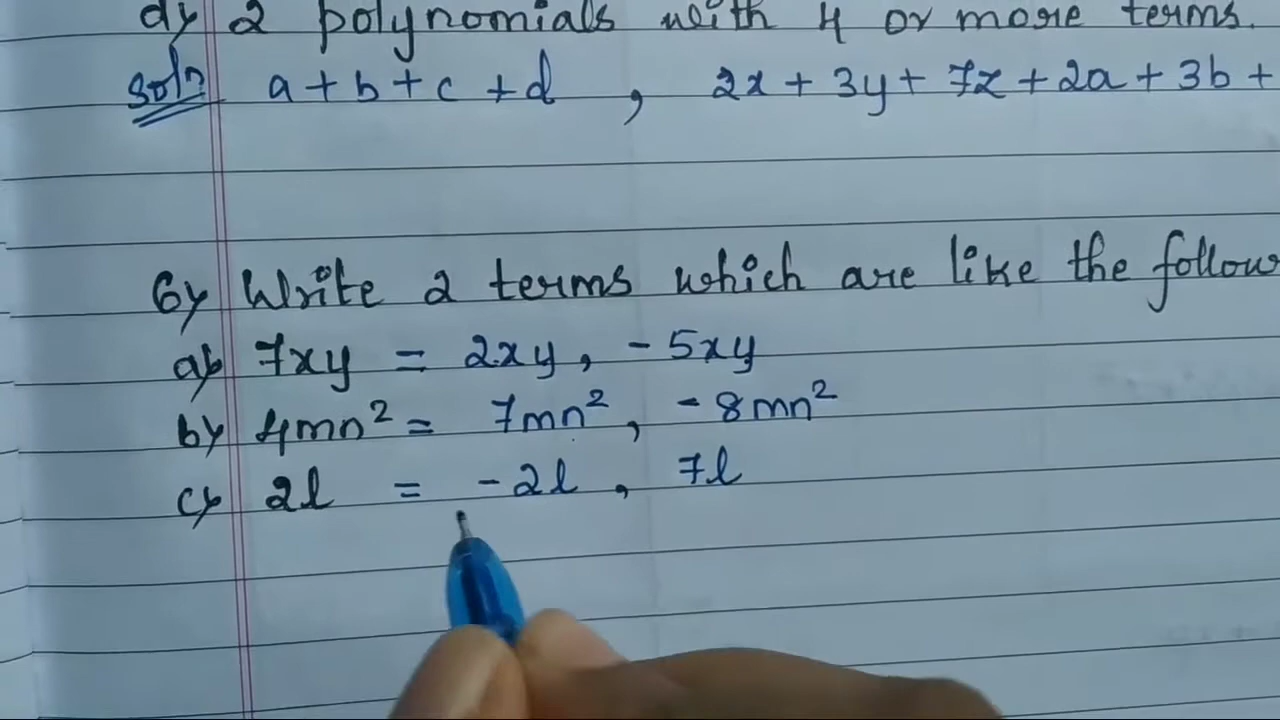 d) 2 polynomials with 4 or more terms.
Soln a + b + c + d , 2x + 3y + 7z + 2a + 3b +
6) Write 2 terms which are like the follow
a) 7xy = 2xy, - 5xy
b) 4mn² = 7mn², - 8mn²
c) 2l = - 2l , 7l